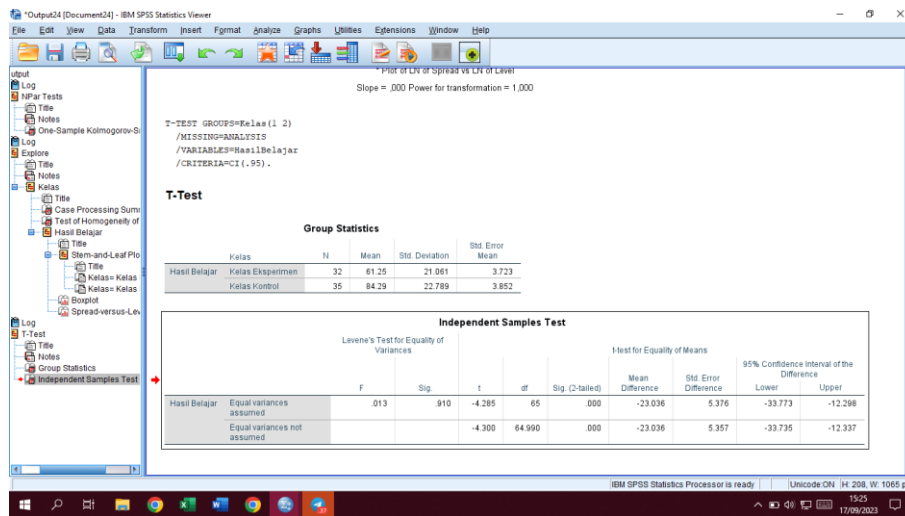 *Output24 [Document24] - IBM SPSS Statistics Viewer
File Edit View Data Transform Insert Format Analyze Graphs Utilities Extensions Window Help
utput
Log
NPar Tests
Title
Notes
One-Sample Kolmogorov-S
Log
Explore
Title
Notes
Kelas
Title
Case Processing Sum
Test of Homogeneity of
Hasil Belajar
Title
Stem-and-Leaf Plo
Title
Kelas= Kelas
Kelas= Kelas
Boxplot
Spread-versus-Lev
Log
T-Test
Title
Notes
Group Statistics
Independent Samples Test
* Plot of LN of Spread vs LN of Level
Slope = ,000 Power for transformation = 1,000
T-TEST GROUPS=Kelas(1 2)
/MISSING=ANALYSIS
/VARIABLES=HasilBelajar
/CRITERIA=CI(.95).
T-Test
Group Statistics
Kelas N Mean Std. Deviation Std. Error Mean
Hasil Belajar Kelas Eksperimen 32 61.25 21.061 3.723
Kelas Kontrol 35 84.29 22.789 3.852
Independent Samples Test
Levene's Test for Equality of Variances t-test for Equality of Means
95% Confidence Interval of the Difference
F Sig. t df Sig. (2-tailed) Mean Difference Std. Error Difference Lower Upper
Hasil Belajar Equal variances assumed .013 .910 -4.285 65 .000 -23.036 5.376 -33.773 -12.298
Equal variances not assumed -4.300 64.990 .000 -23.036 5.357 -33.735 -12.337
IBM SPSS Statistics Processor is ready Unicode:ON H: 208, W: 1065 p
15:25
17/09/2023